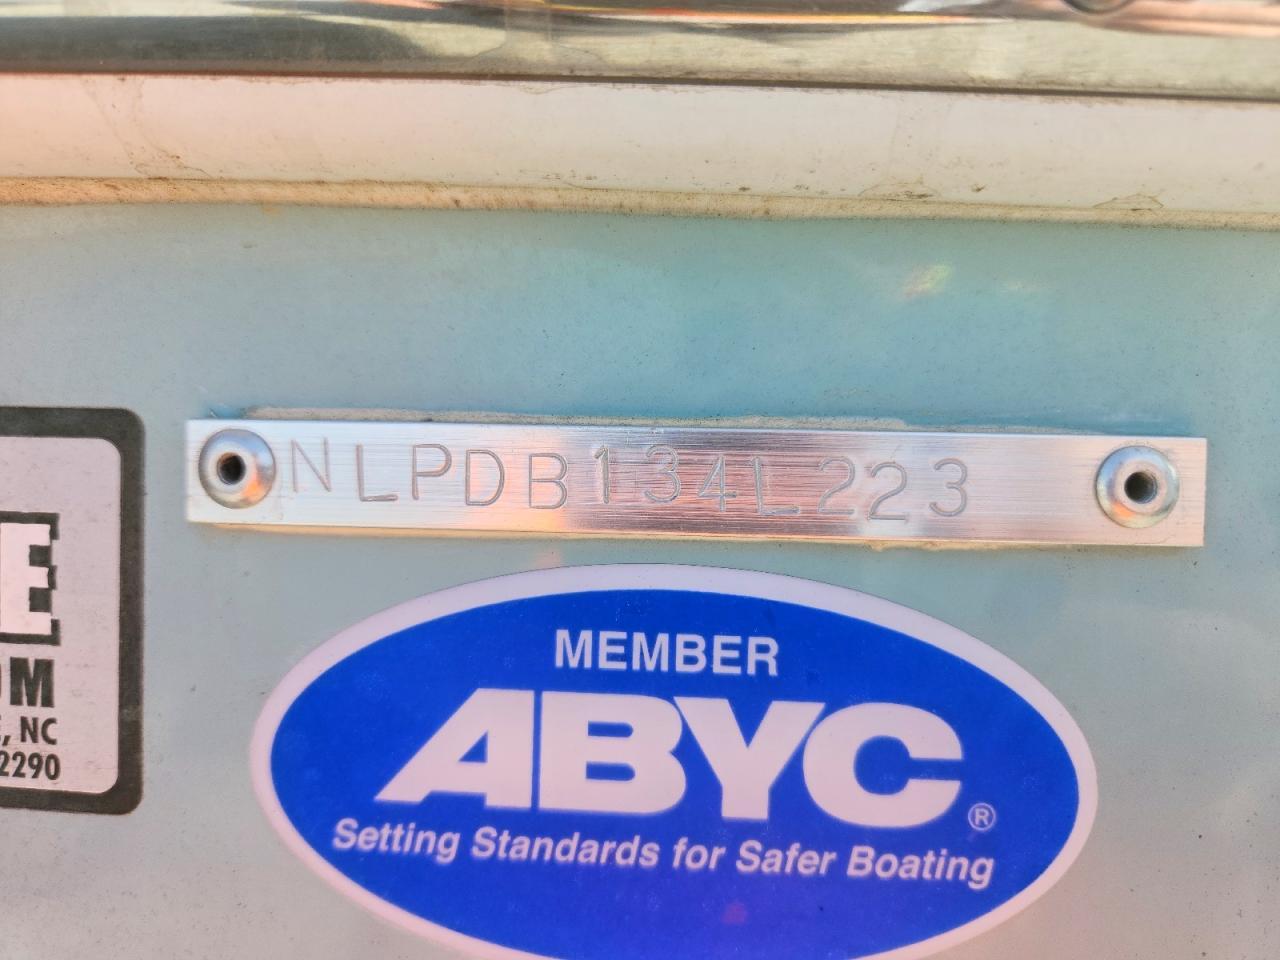 NLPDB134L223
E
OM
, NC
2290
MEMBER
ABYC®
Setting Standards for Safer Boating